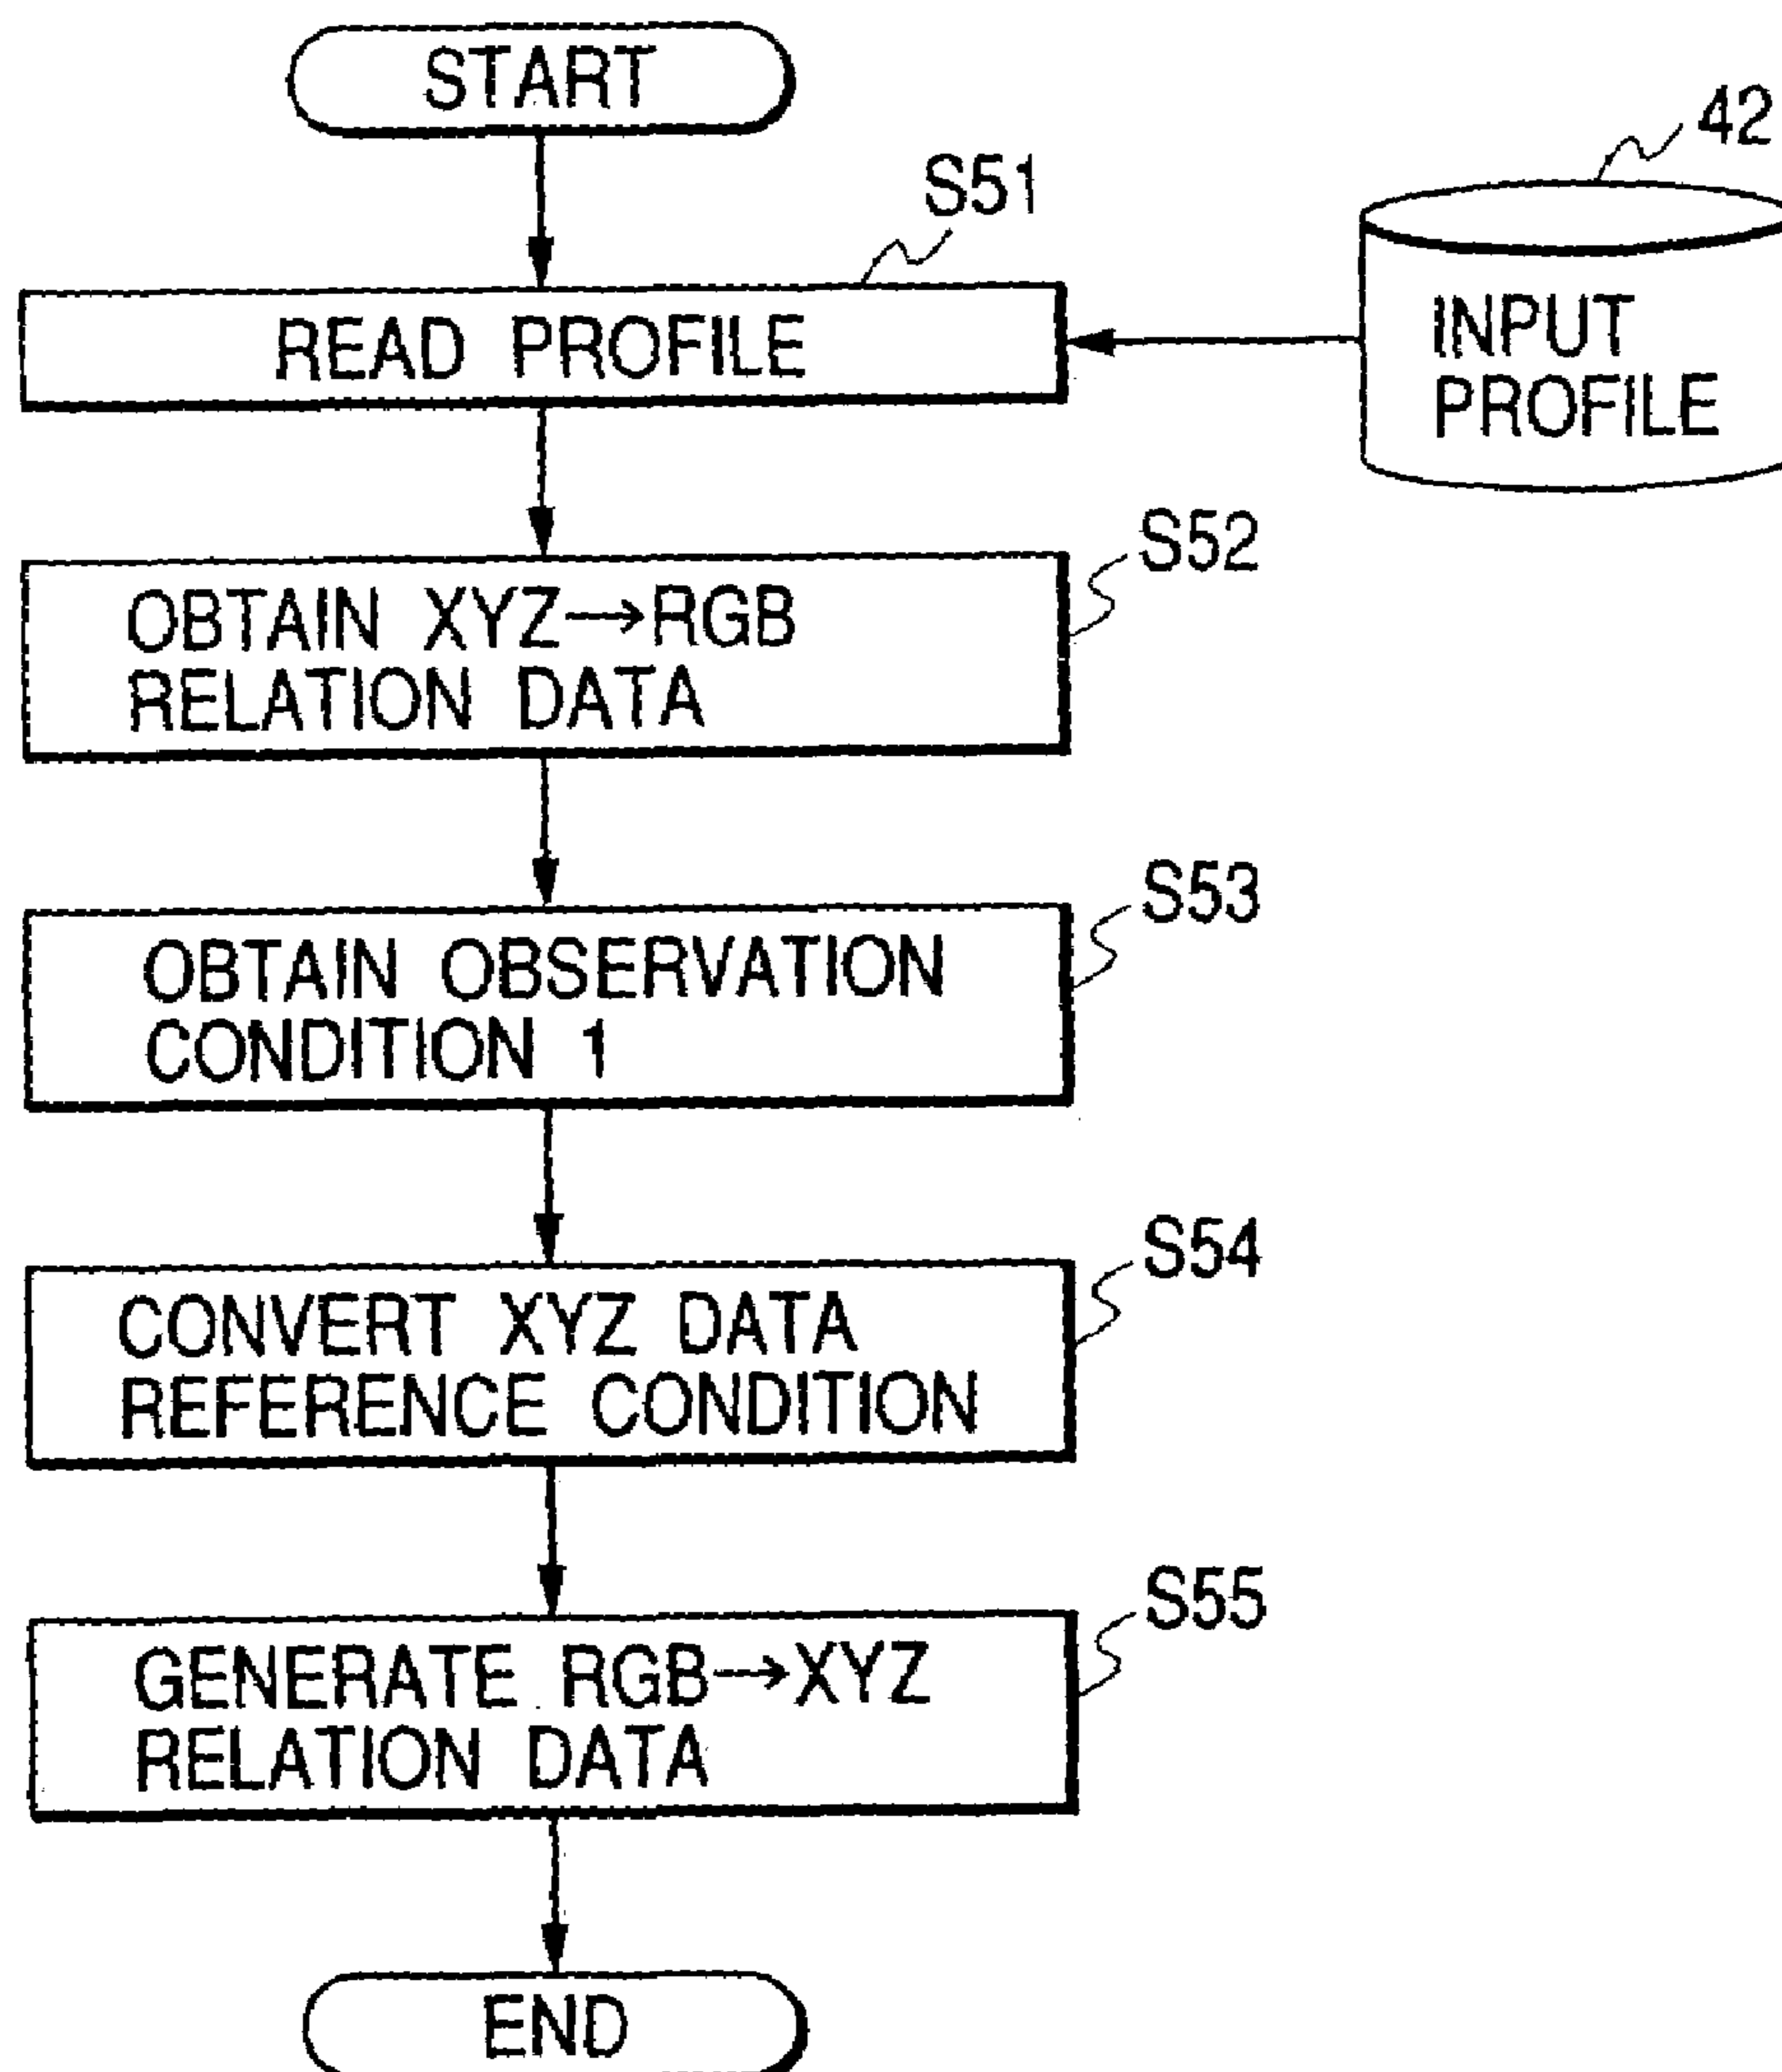 START
42
S51
READ PROFILE
INPUT
PROFILE
S52
OBTAIN XYZ→RGB
RELATION DATA
S53
OBTAIN OBSERVATION
CONDITION 1
S54
CONVERT XYZ DATA
REFERENCE CONDITION
S55
GENERATE RGB→XYZ
RELATION DATA
END